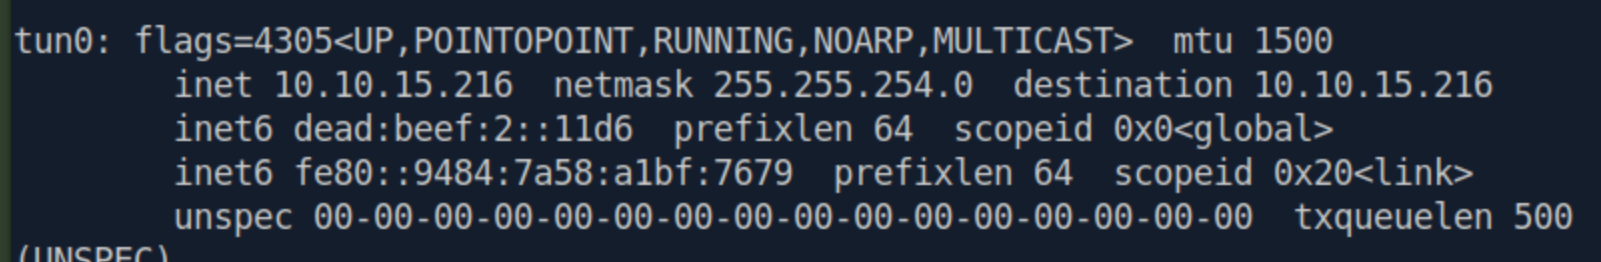 tun0: flags=4305<UP,POINTOPOINT,RUNNING,NOARP,MULTICAST>  mtu 1500
        inet 10.10.15.216  netmask 255.255.254.0  destination 10.10.15.216
        inet6 dead:beef:2::11d6  prefixlen 64  scopeid 0x0<global>
        inet6 fe80::9484:7a58:a1bf:7679  prefixlen 64  scopeid 0x20<link>
        unspec 00-00-00-00-00-00-00-00-00-00-00-00-00-00-00-00  txqueuelen 500
(UNSPEC)